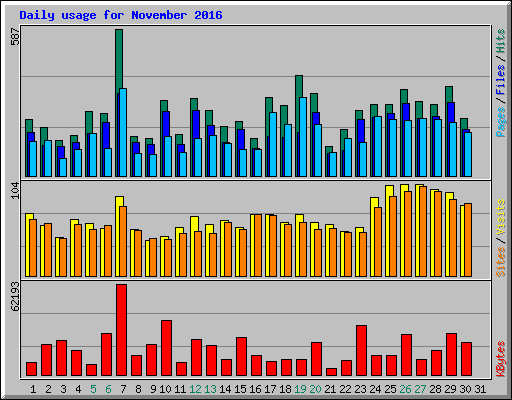 Daily usage for November 2016
587
Pages / Files / Hits
104
Sites / Visits
62193
KBytes
1 2 3 4 5 6 7 8 9 10 11 12 13 14 15 16 17 18 19 20 21 22 23 24 25 26 27 28 29 30 31